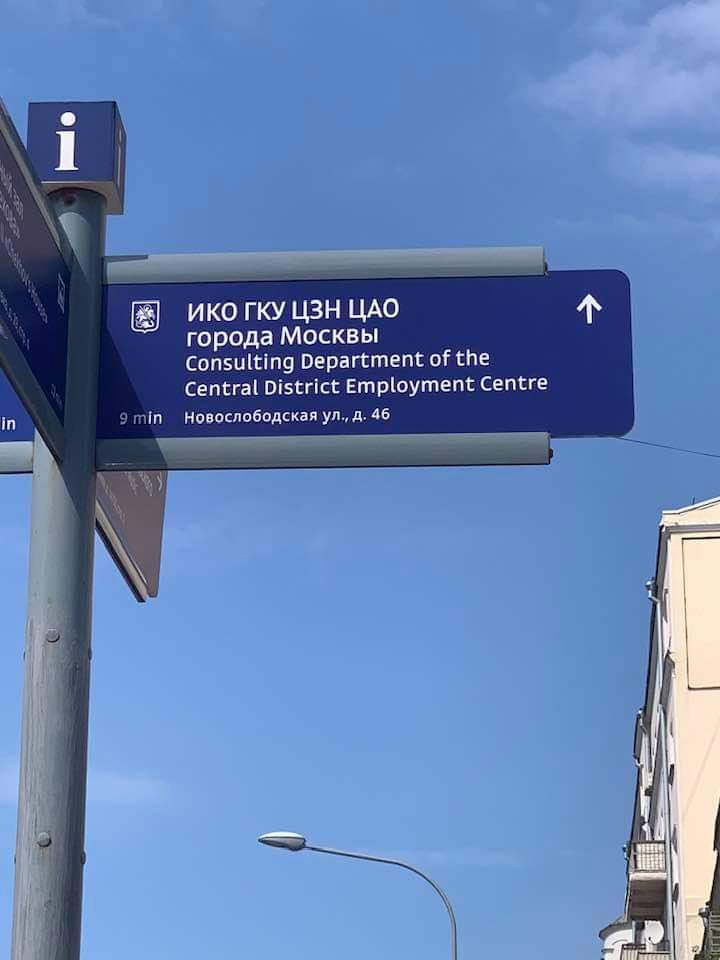 i
ИКО ГКУ ЦЗН ЦАО
города Москвы
Consulting Department of the
Central District Employment Centre
9 min Новослободская ул., д. 46
in